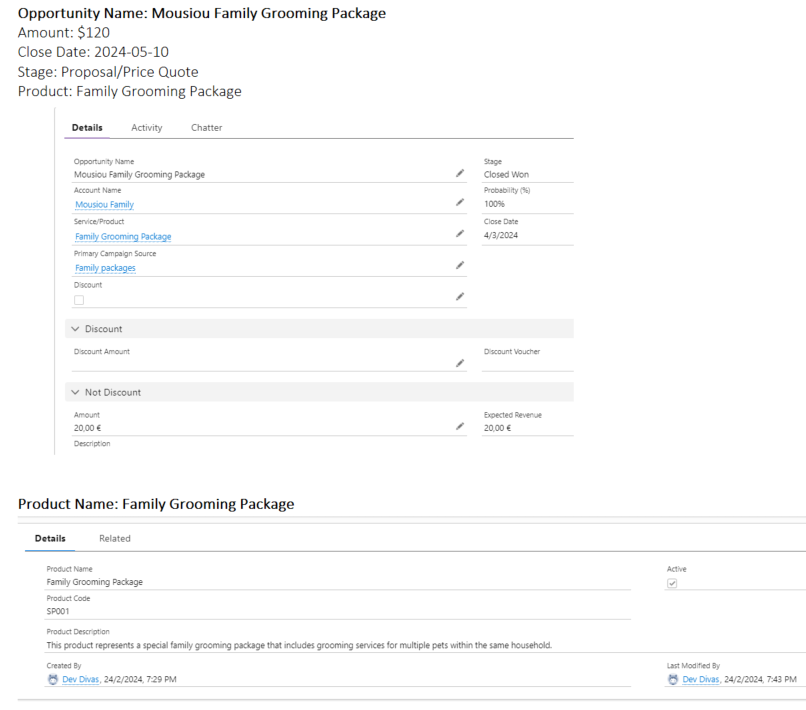 Opportunity Name: Mousiou Family Grooming Package
Amount: $120
Close Date: 2024-05-10
Stage: Proposal/Price Quote
Product: Family Grooming Package
Details Activity Chatter
Opportunity Name Stage
Mousiou Family Grooming Package Closed Won
Account Name Probability (%)
Mousiou Family 100%
Service/Product Close Date
Family Grooming Package 4/3/2024
Primary Campaign Source
Family packages
Discount
Discount
Discount Amount Discount Voucher
Not Discount
Amount Expected Revenue
20,00 € 20,00 €
Description
Product Name: Family Grooming Package
Details Related
Product Name Active
Family Grooming Package
Product Code
SP001
Product Description
This product represents a special family grooming package that includes grooming services for multiple pets within the same household.
Created By Last Modified By
Dev Divas, 24/2/2024, 7:29 PM Dev Divas, 24/2/2024, 7:43 PM